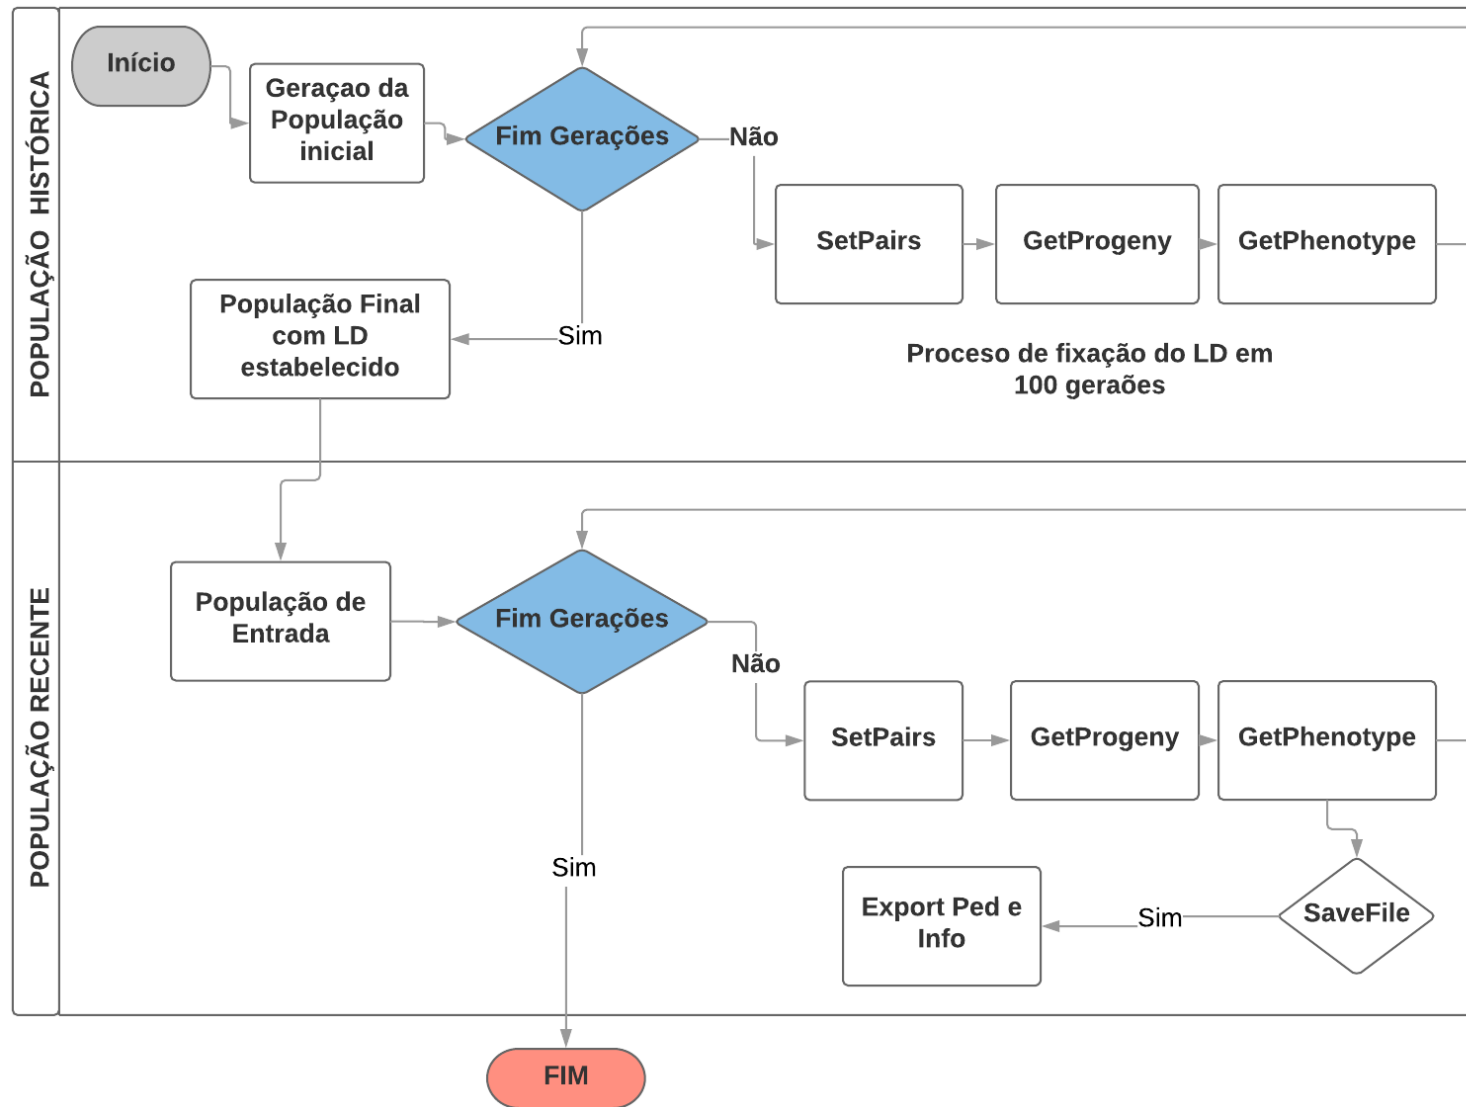 POPULAÇÃO HISTÓRICA
Início
Geraçao da
População
inicial
Fim Gerações
Não
SetPairs
GetProgeny
GetPhenotype
População Final
com LD
estabelecido
Sim
Proceso de fixação do LD em
100 geraões
POPULAÇÃO RECENTE
População de
Entrada
Fim Gerações
Não
SetPairs
GetProgeny
GetPhenotype
Sim
Export Ped e
Info
Sim
SaveFile
FIM